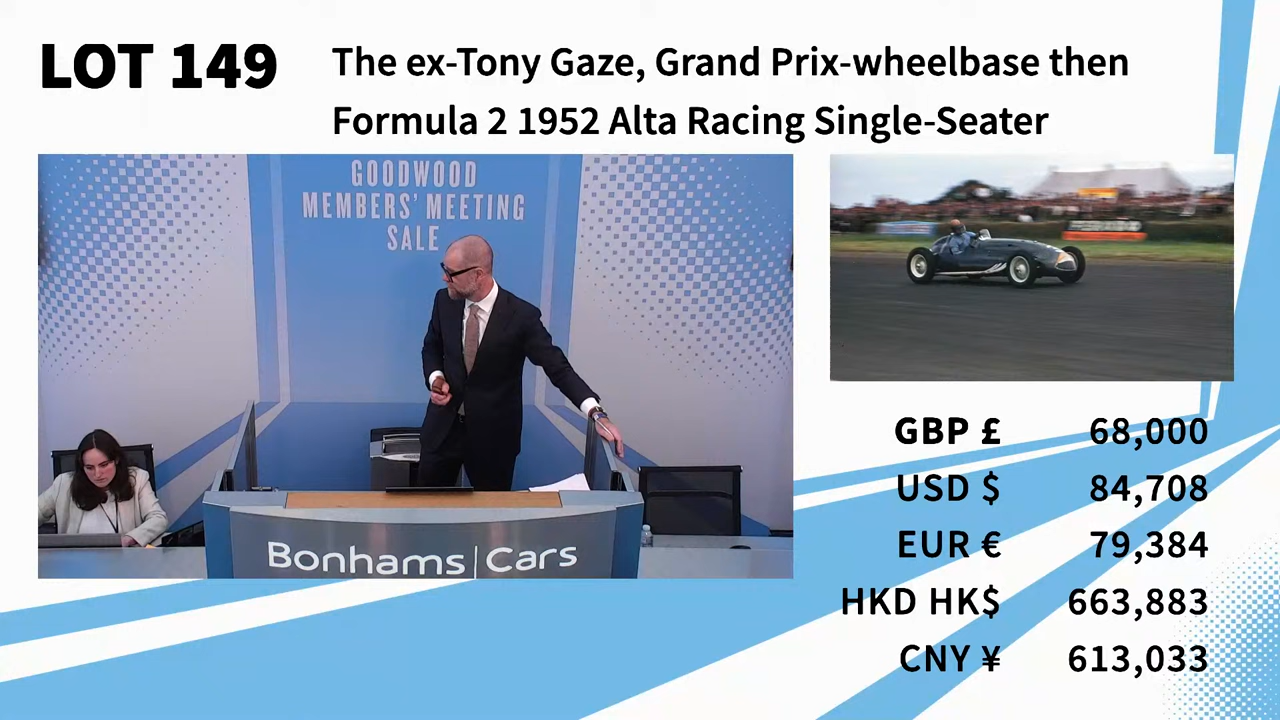 LOT 149
The ex-Tony Gaze, Grand Prix-wheelbase then
Formula 2 1952 Alta Racing Single-Seater
GOODWOOD
MEMBERS' MEETING
SALE
Bonhams | Cars
GBP £ 68,000
USD $ 84,708
EUR € 79,384
HKD HK$ 663,883
CNY ¥ 613,033